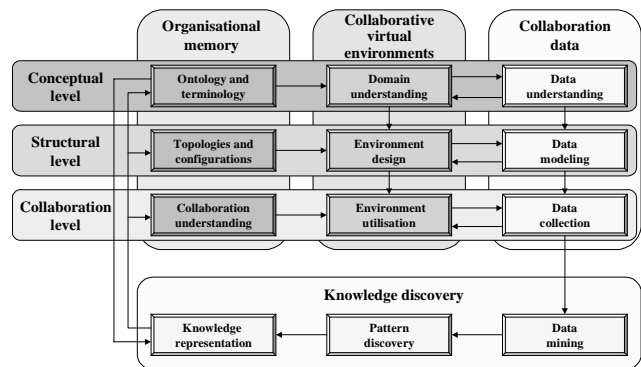 Organisational
memory
Collaborative
virtual
environments
Collaboration
data
Conceptual
level
Ontology and
terminology
Domain
understanding
Data
understanding
Structural
level
Topologies and
configurations
Environment
design
Data
modeling
Collaboration
level
Collaboration
understanding
Environment
utilisation
Data
collection
Knowledge discovery
Knowledge
representation
Pattern
discovery
Data
mining